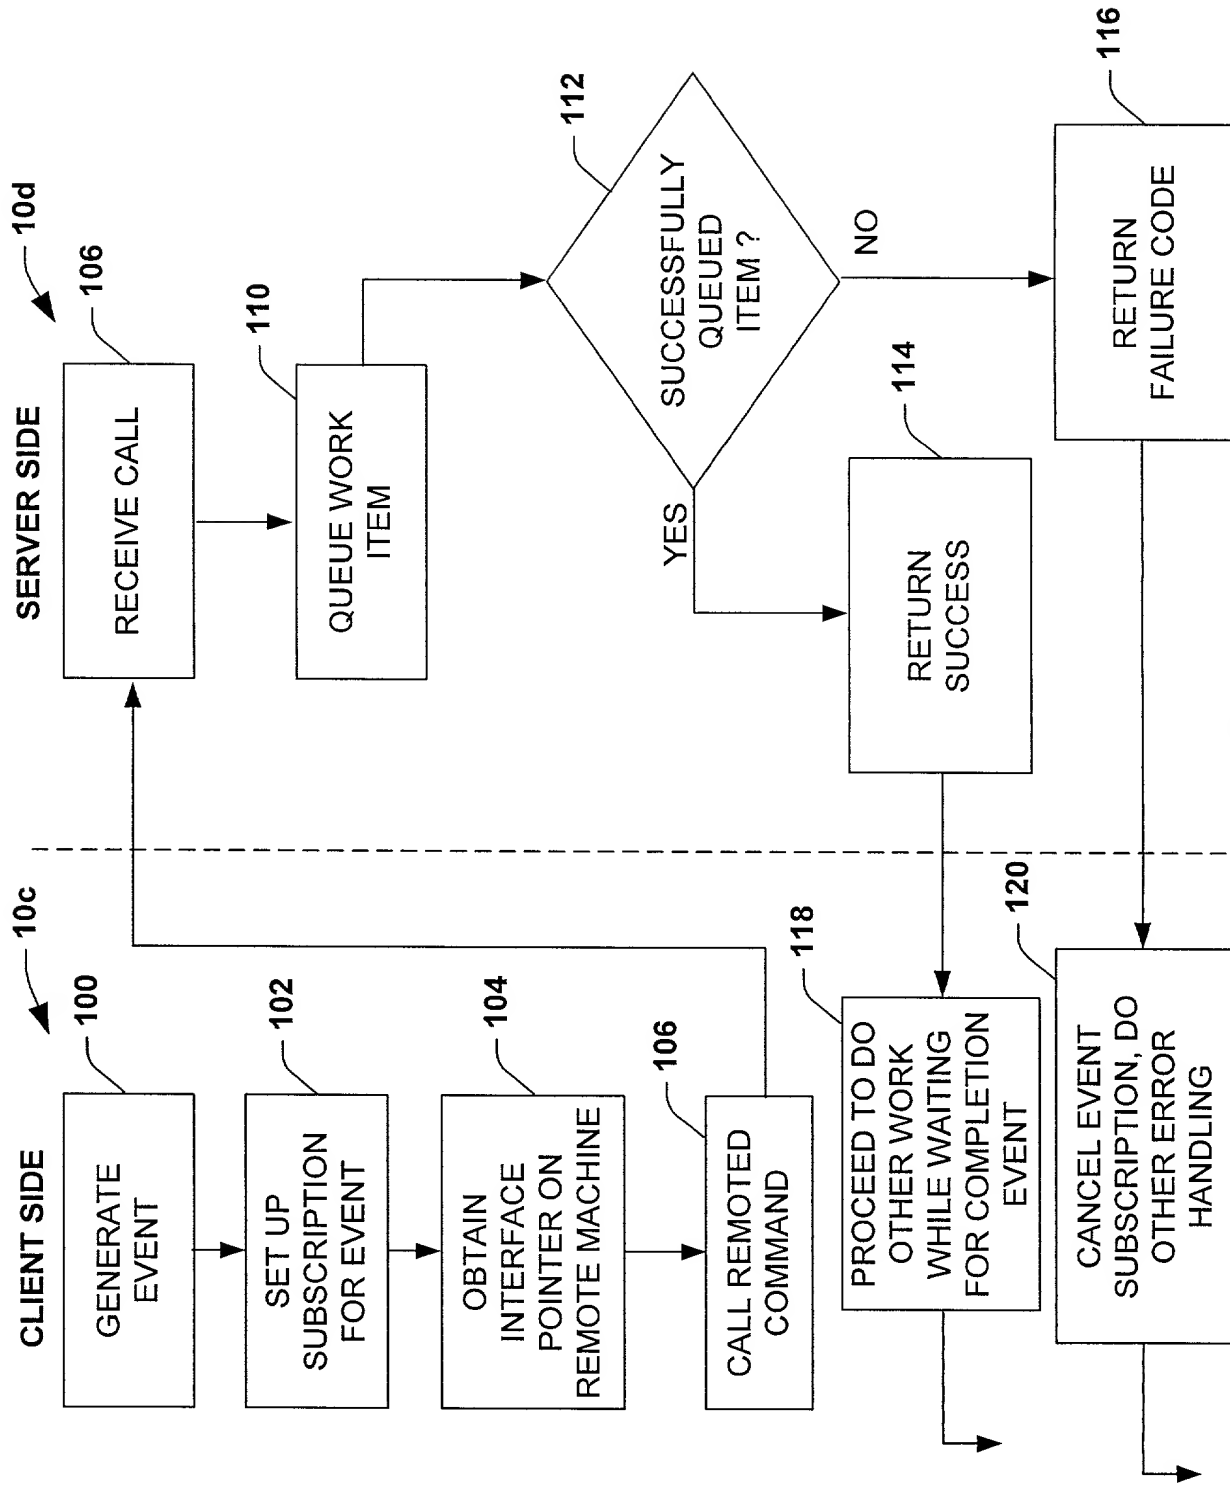 CLIENT SIDE
10c
100
GENERATE
EVENT
102
SET UP
SUBSCRIPTION
FOR EVENT
104
OBTAIN
INTERFACE
POINTER ON
REMOTE MACHINE
106
CALL REMOTED
COMMAND
118
PROCEED TO DO
OTHER WORK
WHILE WAITING
FOR COMPLETION
EVENT
120
CANCEL EVENT
SUBSCRIPTION, DO
OTHER ERROR
HANDLING
SERVER SIDE
10d
106
RECEIVE CALL
110
QUEUE WORK
ITEM
112
SUCCESSFULLY
QUEUED
ITEM ?
YES
NO
114
RETURN
SUCCESS
116
RETURN
FAILURE CODE